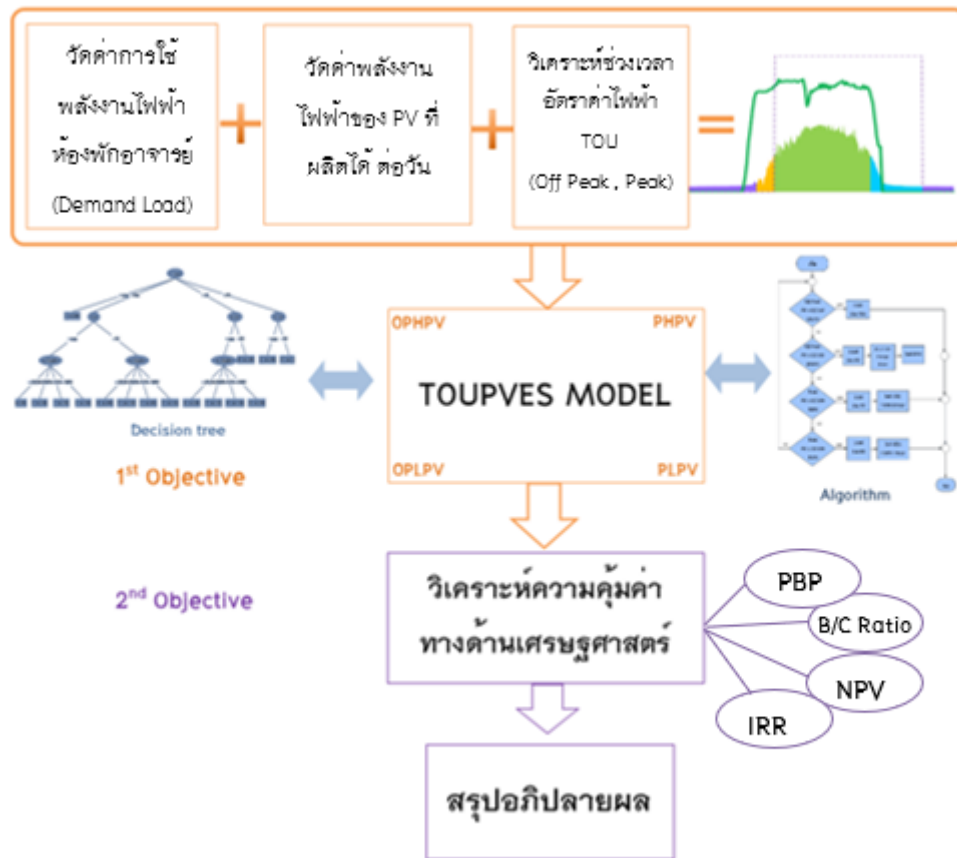 วัดค่าการใช้
พลังงานไฟฟ้า
ห้องพักอาจารย์
(Demand Load)
วัดค่าพลังงาน
ไฟฟ้าของ PV ที่
ผลิตได้ ต่อวัน
วิเคราะห์ช่วงเวลา
อัตราค่าไฟฟ้า
TOU
(Off Peak , Peak)
Decision tree
1st Objective
OPHPV
PHPV
TOUPVES MODEL
OPLPV
PLPV
Algorithm
2nd Objective
วิเคราะห์ความคุ้มค่า
ทางด้านเศรษฐศาสตร์
PBP
B/C Ratio
NPV
IRR
สรุปอภิปลายผล